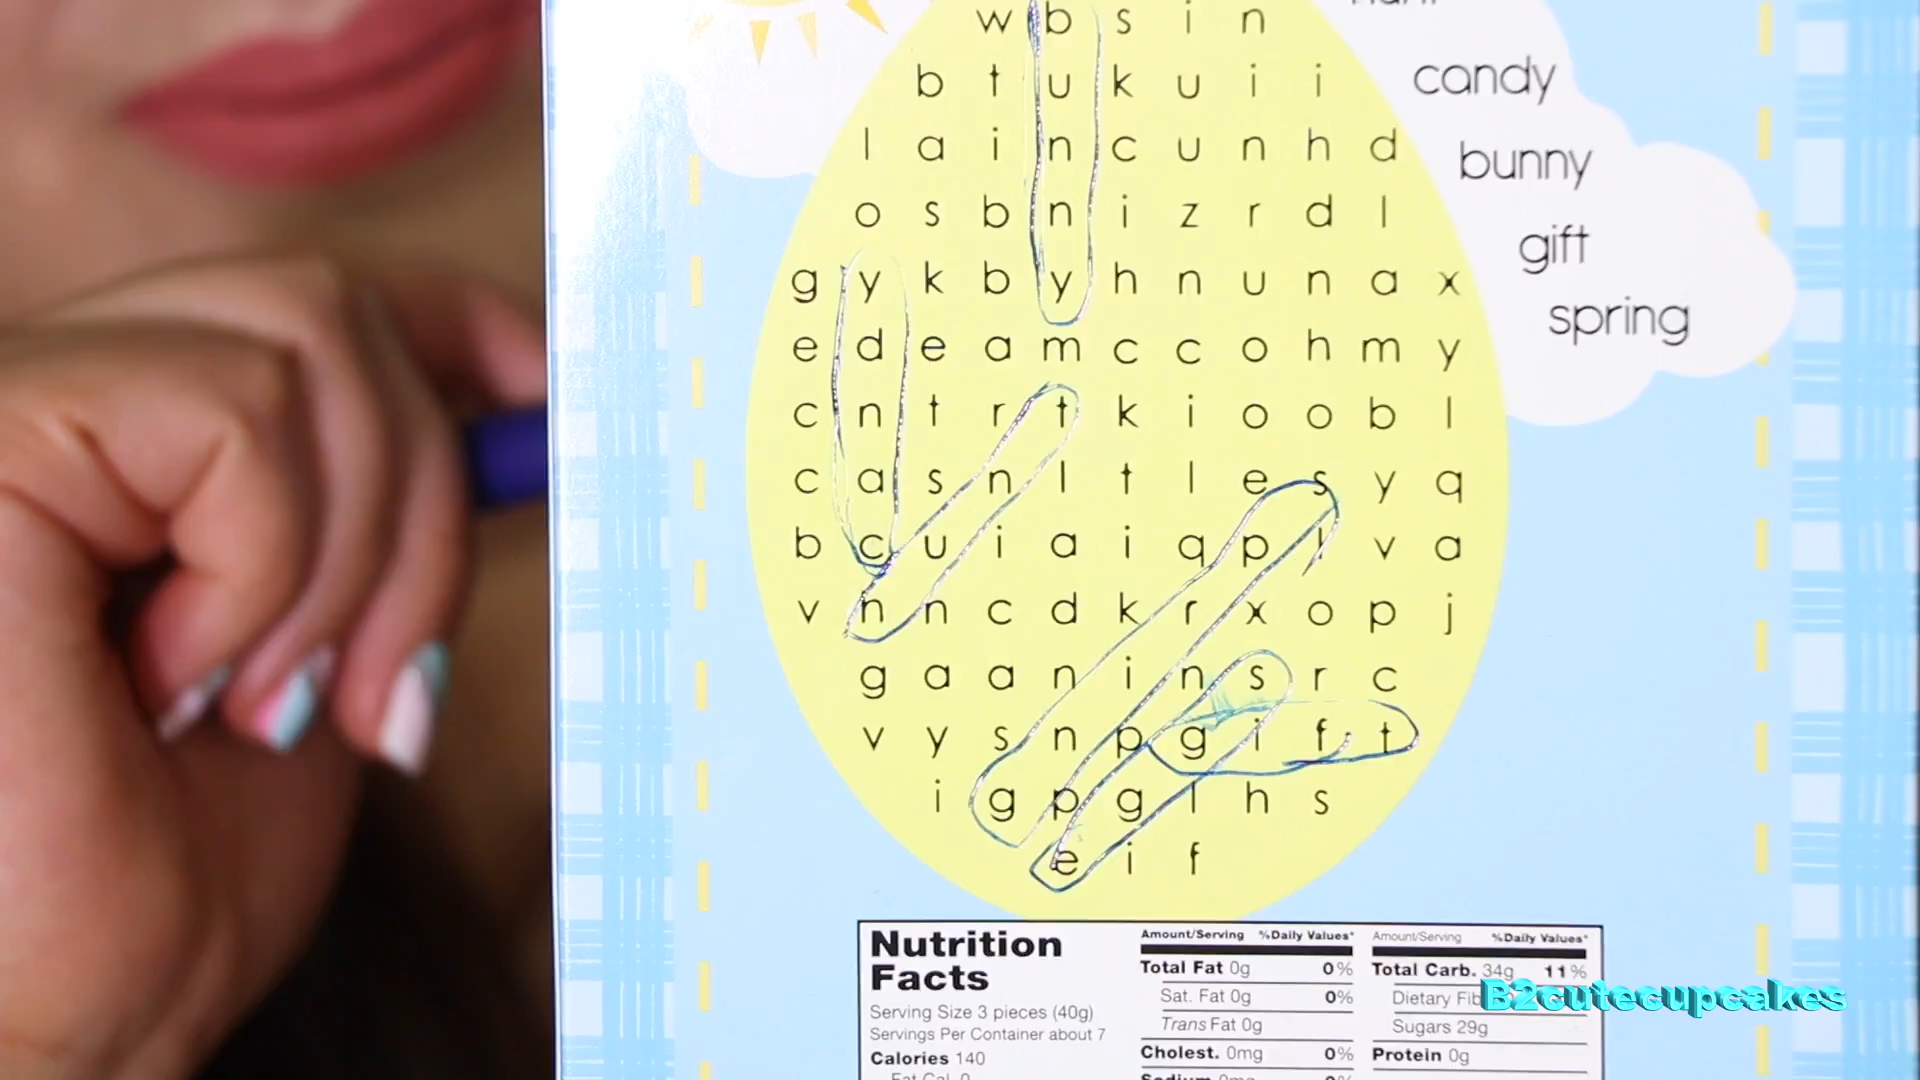 w b s i n
b t u k u i i
candy
l a i n c u n h d
bunny
o s b n i z r d l
gift
g y k b y h n u n a x
spring
e d e a m c c o h m y
c n t r t k i o o b l
c a s n l t l e s y q
b c u i a i q p l v a
v h n c d k r x o p j
g a a n i n s r c
v y s n p g i f t
i g p g l h s
e i f
Nutrition
Facts
Serving Size 3 pieces (40g)
Servings Per Container about 7
Calories 140
Amount/Serving %Daily Values*
Total Fat 0g 0%
Sat. Fat 0g 0%
Trans Fat 0g
Cholest. 0mg 0%
Amount/Serving %Daily Values*
Total Carb. 34g 11%
Dietary
Sugars 29g
Protein 0g
B2cutecupcakes